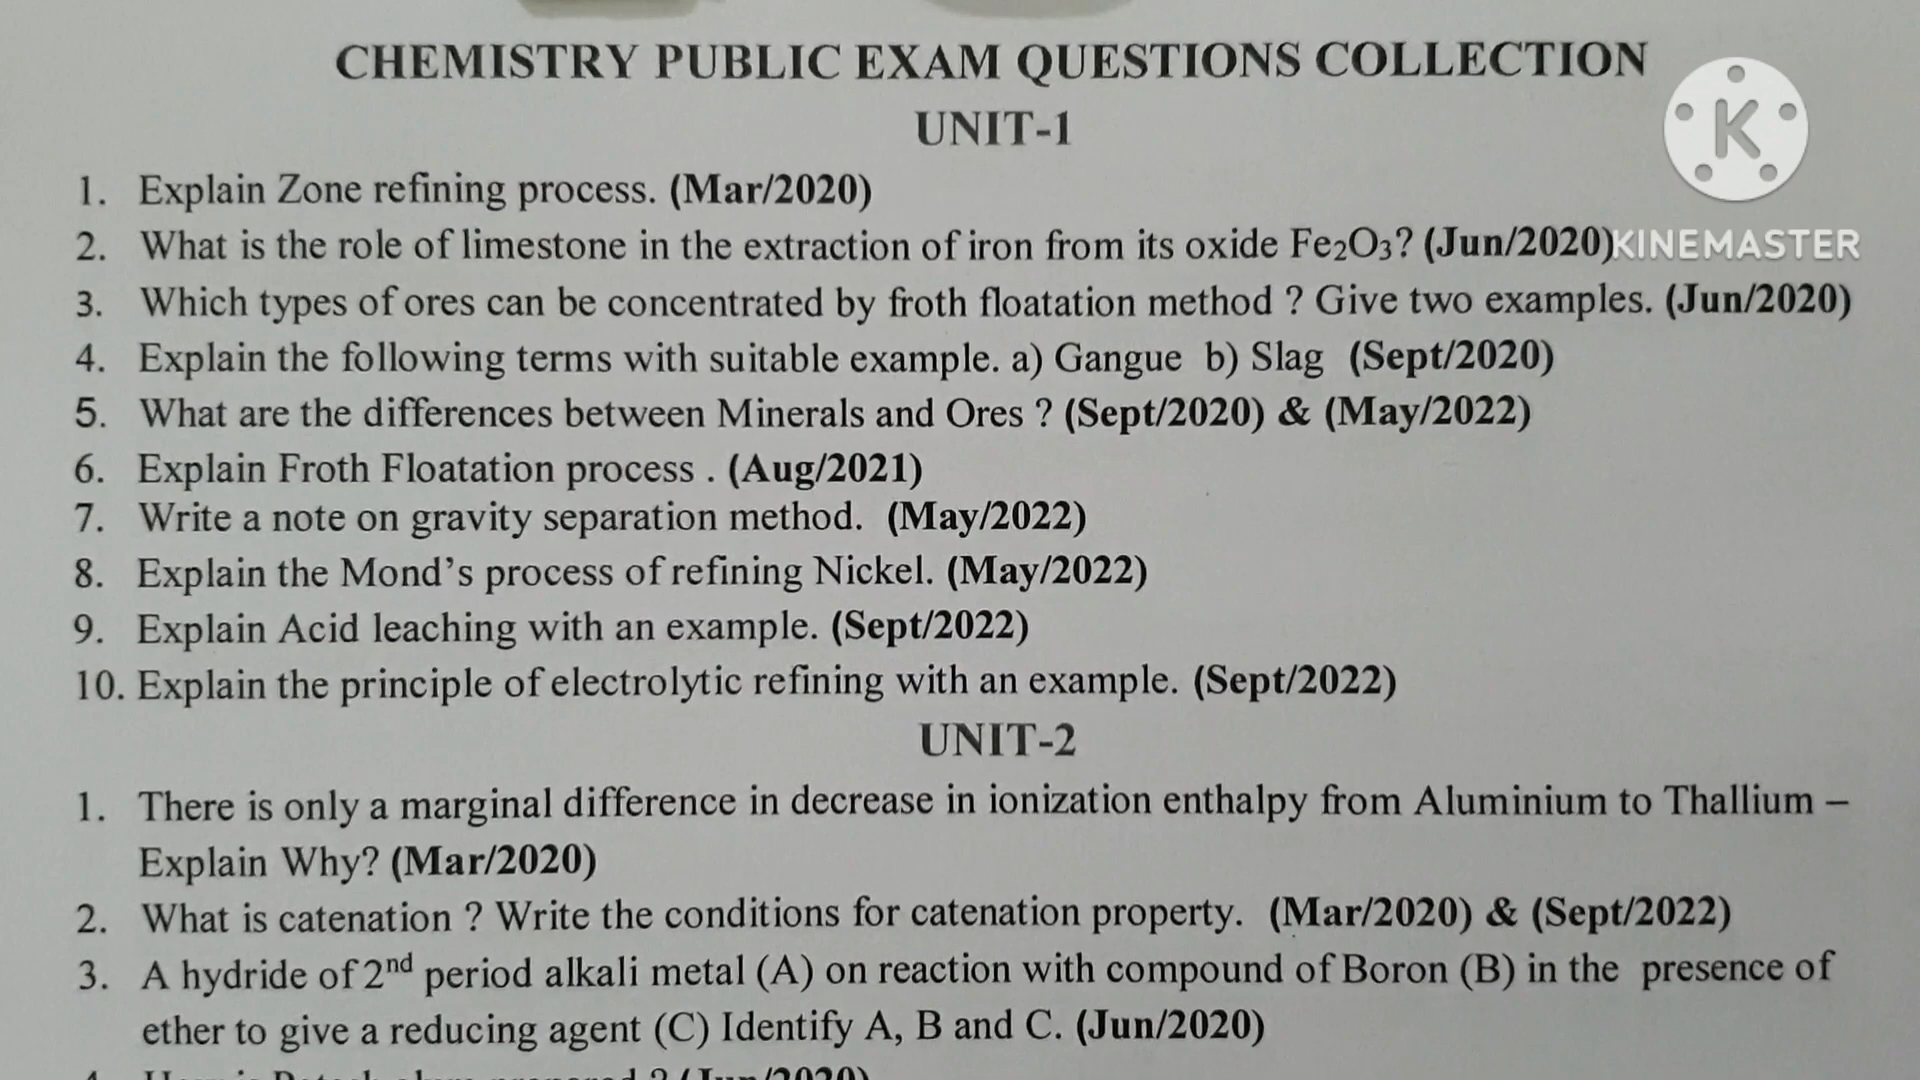 CHEMISTRY PUBLIC EXAM QUESTIONS COLLECTION
UNIT-1
K
KINEMASTER
1. Explain Zone refining process. (Mar/2020)
2. What is the role of limestone in the extraction of iron from its oxide Fe₂O₃? (Jun/2020)
3. Which types of ores can be concentrated by froth floatation method ? Give two examples. (Jun/2020)
4. Explain the following terms with suitable example. a) Gangue b) Slag (Sept/2020)
5. What are the differences between Minerals and Ores ? (Sept/2020) & (May/2022)
6. Explain Froth Floatation process . (Aug/2021)
7. Write a note on gravity separation method. (May/2022)
8. Explain the Mond's process of refining Nickel. (May/2022)
9. Explain Acid leaching with an example. (Sept/2022)
10. Explain the principle of electrolytic refining with an example. (Sept/2022)
UNIT-2
1. There is only a marginal difference in decrease in ionization enthalpy from Aluminium to Thallium –
Explain Why? (Mar/2020)
2. What is catenation ? Write the conditions for catenation property. (Mar/2020) & (Sept/2022)
3. A hydride of 2nd period alkali metal (A) on reaction with compound of Boron (B) in the presence of
ether to give a reducing agent (C) Identify A, B and C. (Jun/2020)
4. How is Potash alum prepared ? (Jun/2020)